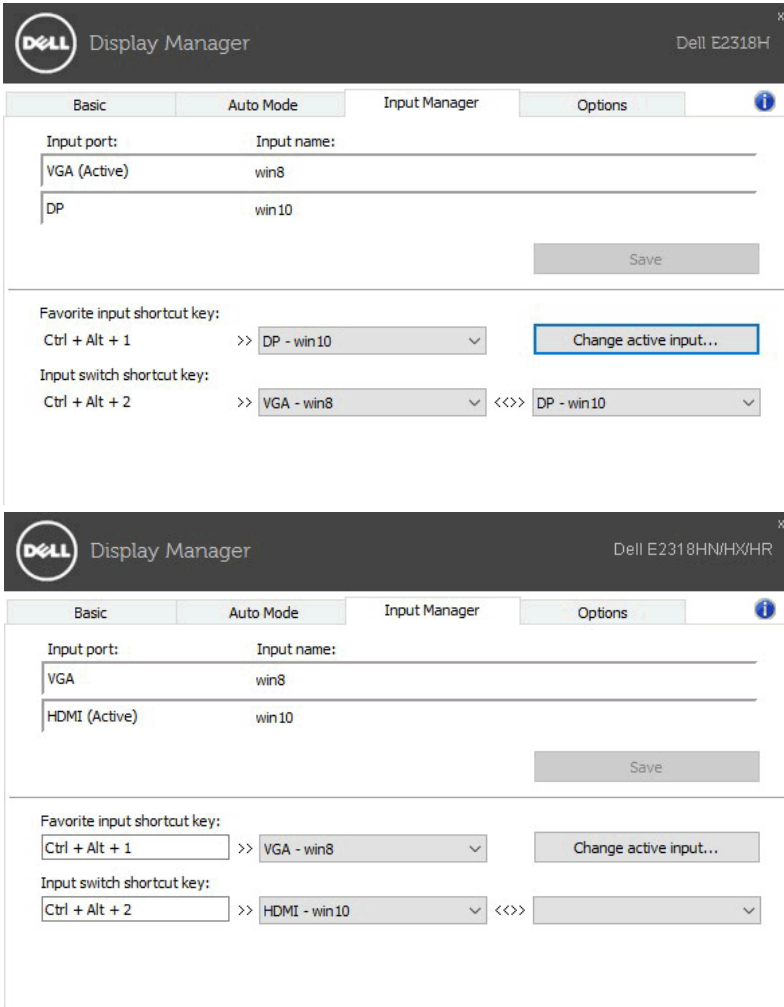 DELL Display Manager Dell E2318H
x
Basic Auto Mode Input Manager Options i
Input port: Input name:
VGA (Active) win8
DP win10
Save
Favorite input shortcut key:
Ctrl + Alt + 1 >> DP - win10 Change active input...
Input switch shortcut key:
Ctrl + Alt + 2 >> VGA - win8 <<>> DP - win10
x
DELL Display Manager Dell E2318HN/HX/HR
Basic Auto Mode Input Manager Options i
Input port: Input name:
VGA win8
HDMI (Active) win10
Save
Favorite input shortcut key:
Ctrl + Alt + 1 >> VGA - win8 Change active input...
Input switch shortcut key:
Ctrl + Alt + 2 >> HDMI - win10 <<>>